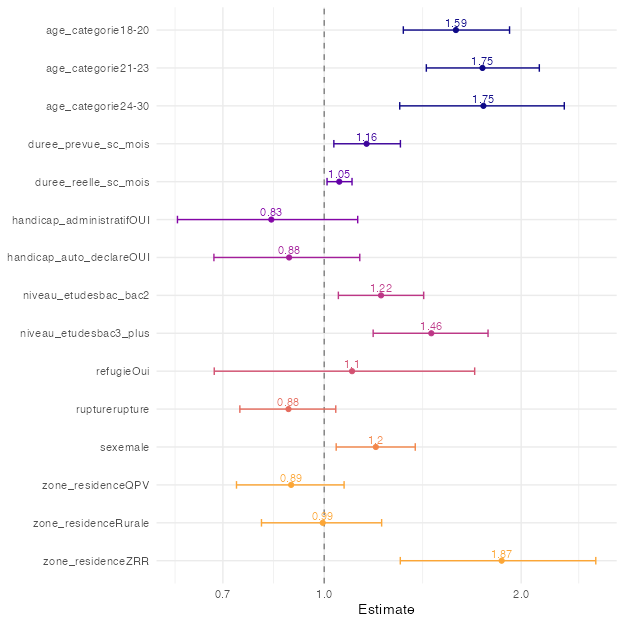 age_categorie18-20 1.59
age_categorie21-23 1.75
age_categorie24-30 1.75
duree_prevue_sc_mois 1.16
duree_reelle_sc_mois 1.05
handicap_administratifOUI 0.83
handicap_auto_declareOUI 0.88
niveau_etudesbac_bac2 1.22
niveau_etudesbac3_plus 1.46
refugieOui 1.1
rupturerupture 0.88
sexemale 1.2
zone_residenceQPV 0.89
zone_residenceRurale 0.99
zone_residenceZRR 1.87
0.7 1.0 2.0
Estimate